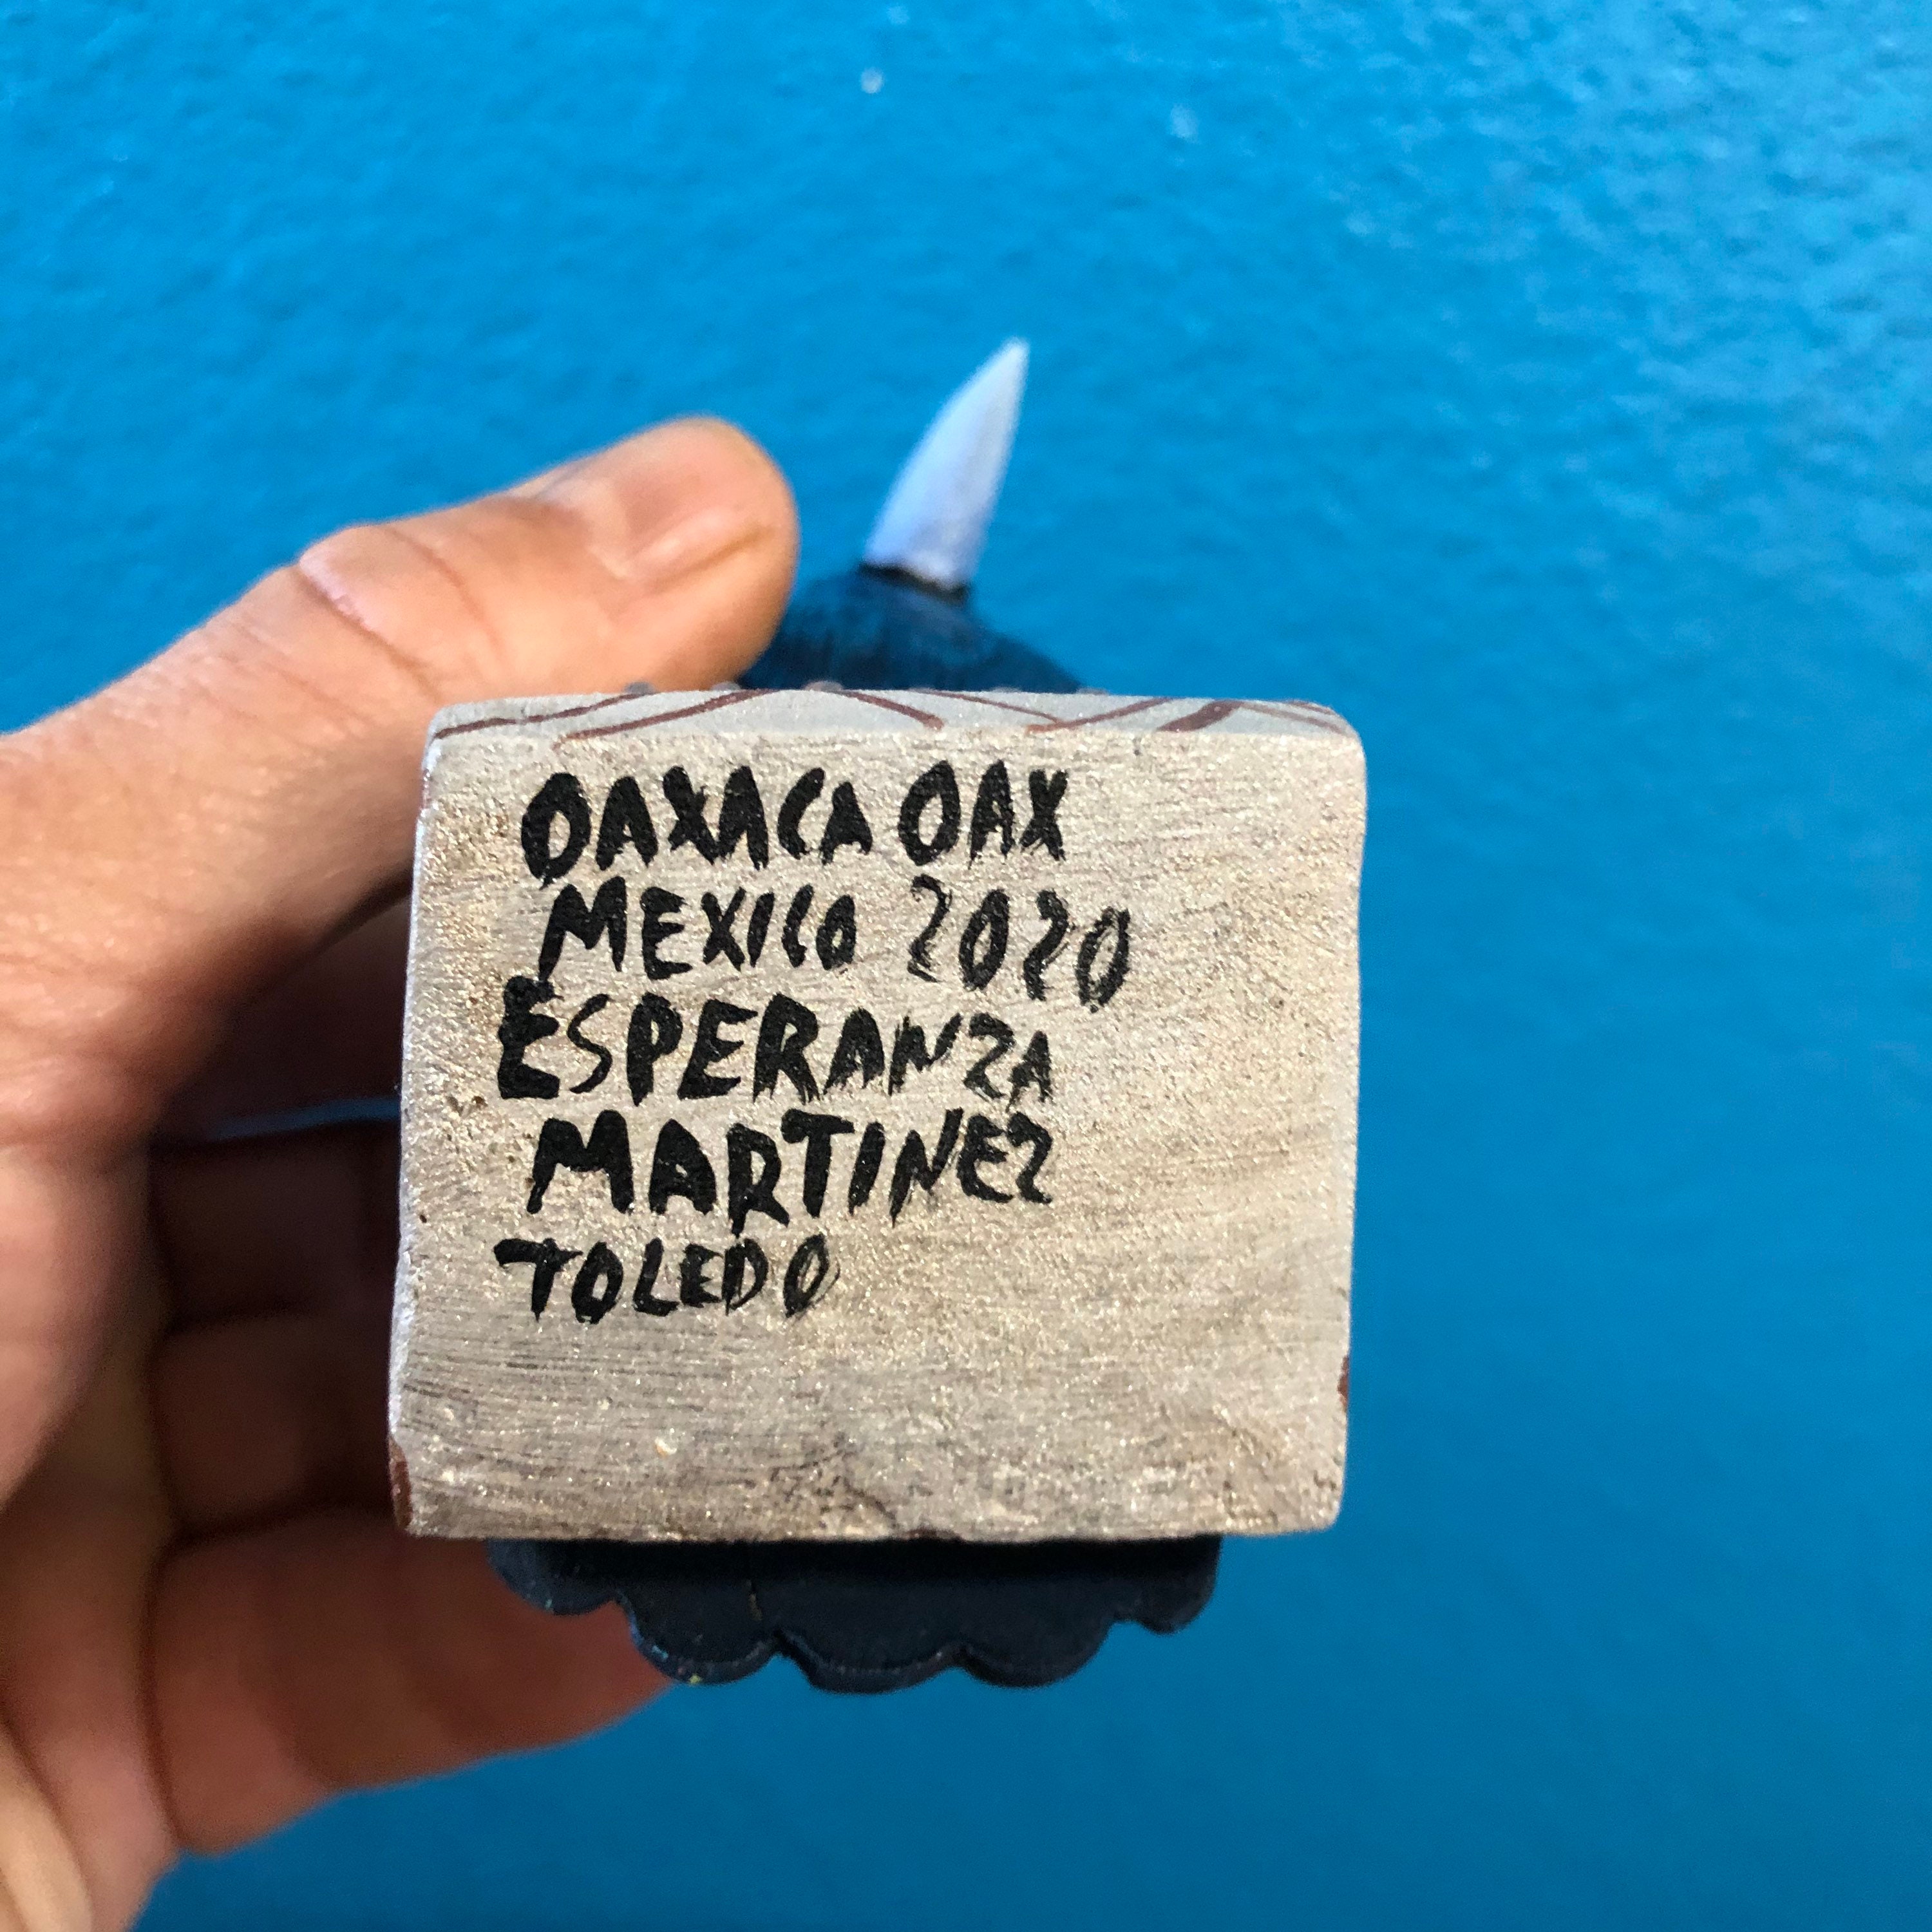 OAXACA OAX
MEXICO 2020
ESPERANZA
MARTINEZ
TOLEDO